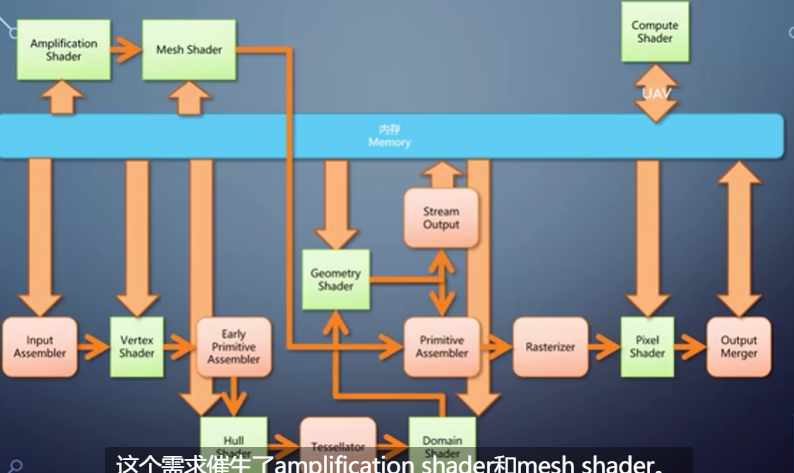 Amplification
Shader
Mesh Shader
Compute
Shader
UAV
内存
Memory
Stream
Output
Geometry
Shader
Input
Assembler
Vertex
Shader
Early
Primitive
Assembler
Primitive
Assembler
Rasterizer
Pixel
Shader
Output
Merger
Hull
Shader
Tessellator
Domain
Shader
这个需求催生了amplification shader和mesh shader。